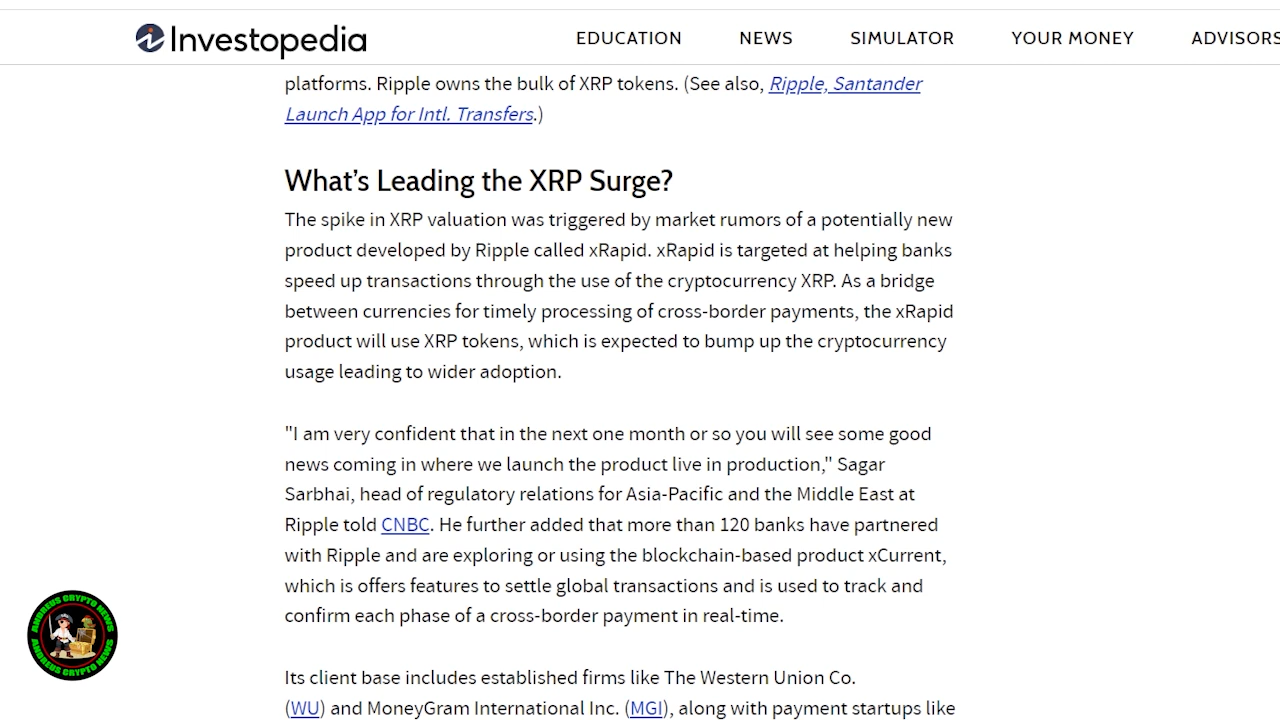 Investopedia EDUCATION NEWS SIMULATOR YOUR MONEY ADVISORS
platforms. Ripple owns the bulk of XRP tokens. (See also, Ripple, Santander
Launch App for Intl. Transfers.)
What's Leading the XRP Surge?
The spike in XRP valuation was triggered by market rumors of a potentially new
product developed by Ripple called xRapid. xRapid is targeted at helping banks
speed up transactions through the use of the cryptocurrency XRP. As a bridge
between currencies for timely processing of cross-border payments, the xRapid
product will use XRP tokens, which is expected to bump up the cryptocurrency
usage leading to wider adoption.
"I am very confident that in the next one month or so you will see some good
news coming in where we launch the product live in production," Sagar
Sarbhai, head of regulatory relations for Asia-Pacific and the Middle East at
Ripple told CNBC. He further added that more than 120 banks have partnered
with Ripple and are exploring or using the blockchain-based product xCurrent,
which is offers features to settle global transactions and is used to track and
confirm each phase of a cross-border payment in real-time.
Its client base includes established firms like The Western Union Co.
(WU) and MoneyGram International Inc. (MGI), along with payment startups like
ANDREUS CRYPTO NEWS
ANDREUS CRYPTO NEWS